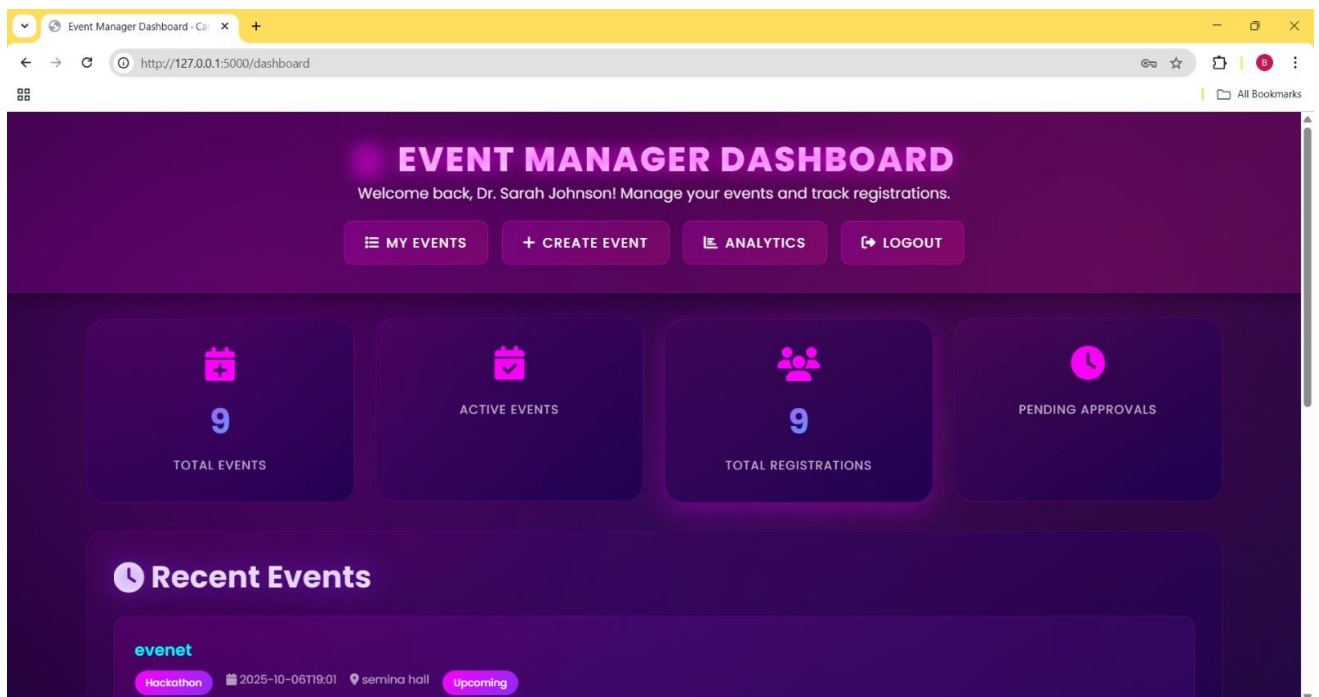 Event Manager Dashboard - Ca
http://127.0.0.1:5000/dashboard
B
All Bookmarks
EVENT MANAGER DASHBOARD
Welcome back, Dr. Sarah Johnson! Manage your events and track registrations.
MY EVENTS + CREATE EVENT ANALYTICS LOGOUT
9
TOTAL EVENTS
ACTIVE EVENTS
9
TOTAL REGISTRATIONS
PENDING APPROVALS
Recent Events
evenet
Hackathon 2025-10-06T19:01 semina hall Upcoming